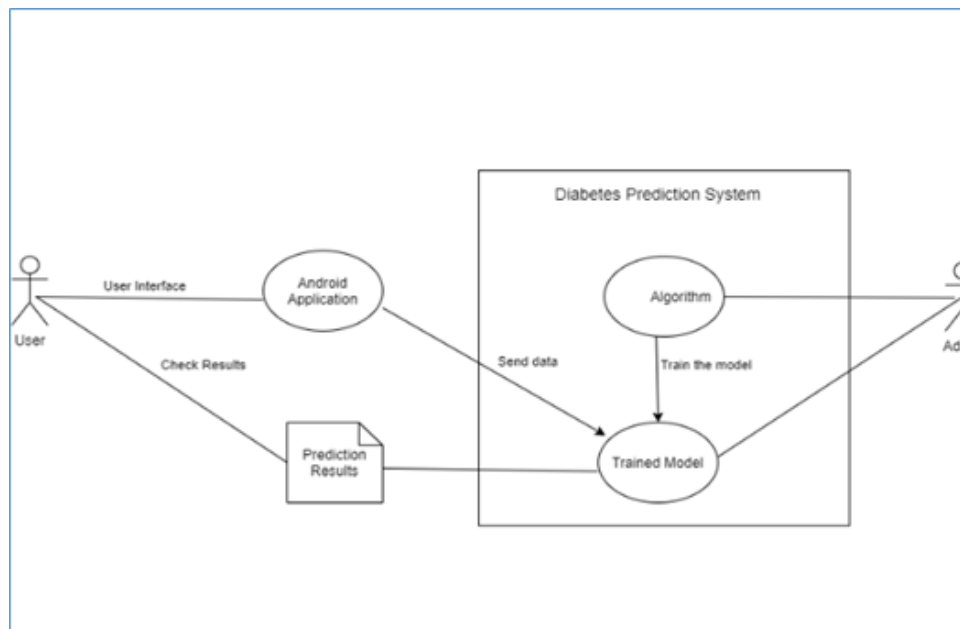 Diabetes Prediction System
Android
Application
User Interface
Algorithm
User
Check Results
Send data
Train the model
Prediction
Results
Trained Model